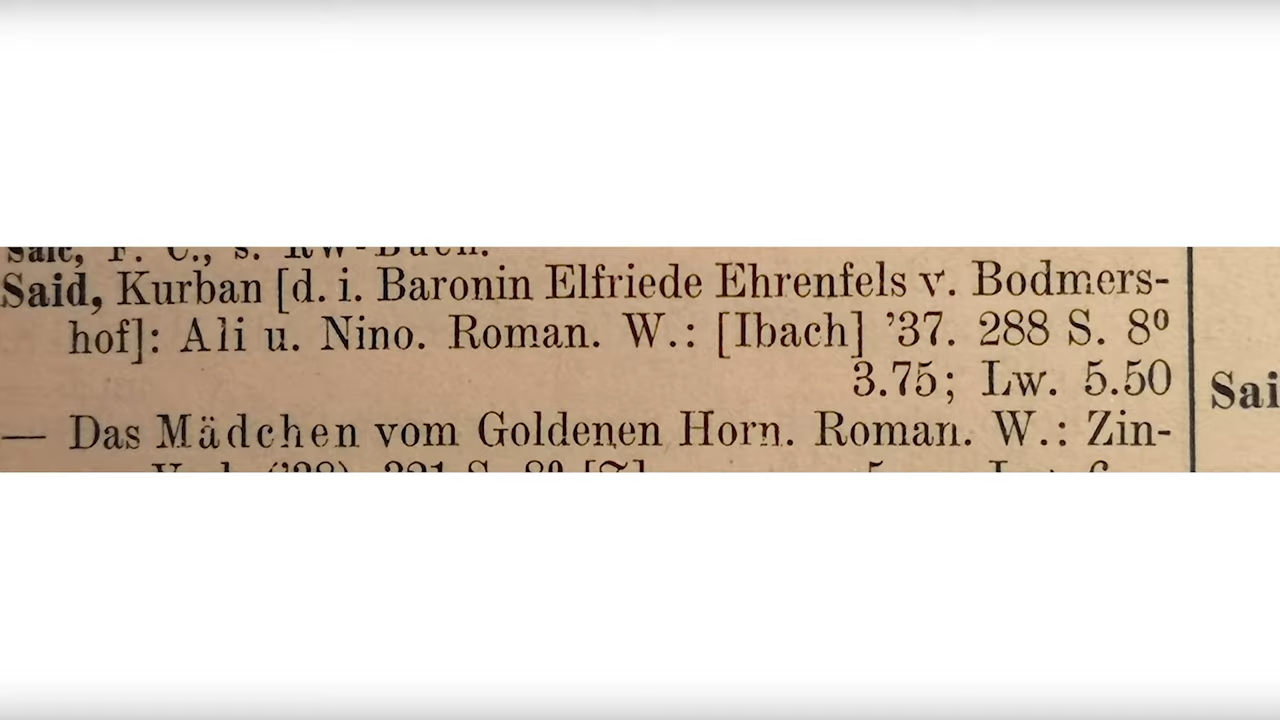 Said, Kurban [d. i. Baronin Elfriede Ehrenfels v. Bodmers-
hof]: Ali u. Nino. Roman. W.: [Ibach] ’37. 288 S. 8⁰
3.75; Lw. 5.50
Sai
— Das Mädchen vom Goldenen Horn. Roman. W.: Zin-